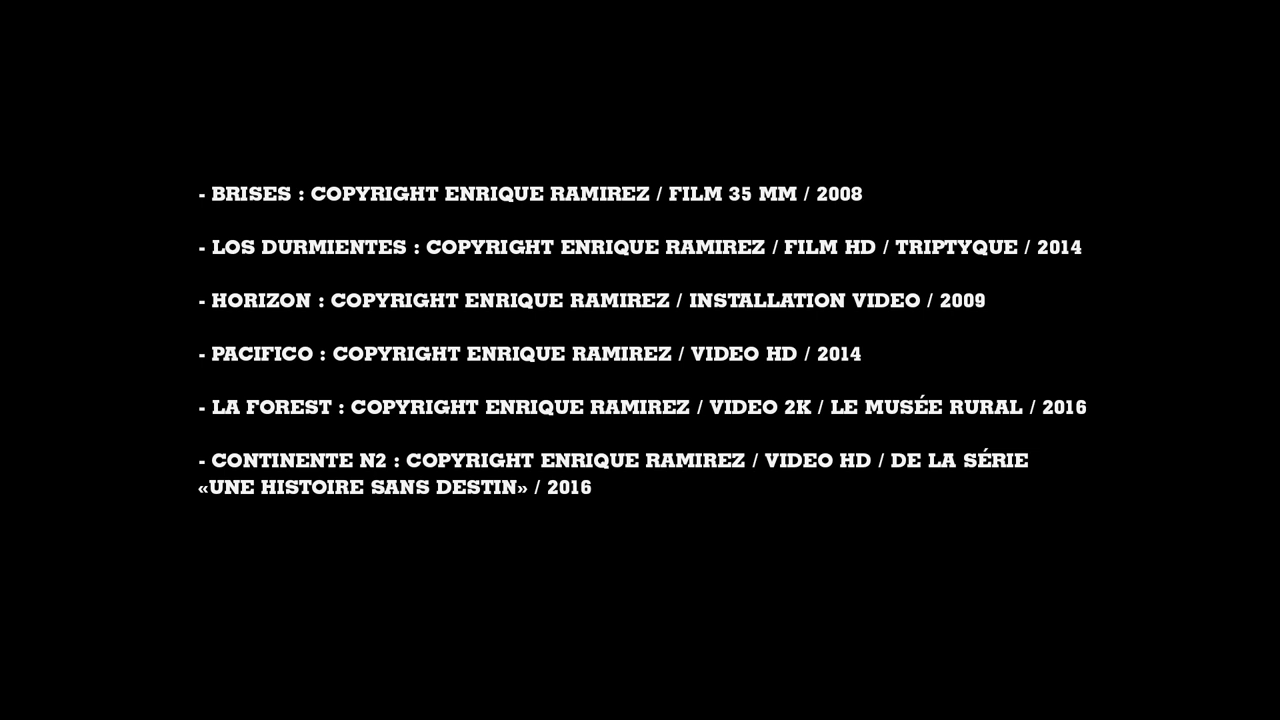 - BRISES : COPYRIGHT ENRIQUE RAMIREZ / FILM 35 MM / 2008
- LOS DURMIENTES : COPYRIGHT ENRIQUE RAMIREZ / FILM HD / TRIPTYQUE / 2014
- HORIZON : COPYRIGHT ENRIQUE RAMIREZ / INSTALLATION VIDEO / 2009
- PACIFICO : COPYRIGHT ENRIQUE RAMIREZ / VIDEO HD / 2014
- LA FOREST : COPYRIGHT ENRIQUE RAMIREZ / VIDEO 2K / LE MUSÉE RURAL / 2016
- CONTINENTE N2 : COPYRIGHT ENRIQUE RAMIREZ / VIDEO HD / DE LA SÉRIE
«UNE HISTOIRE SANS DESTIN» / 2016